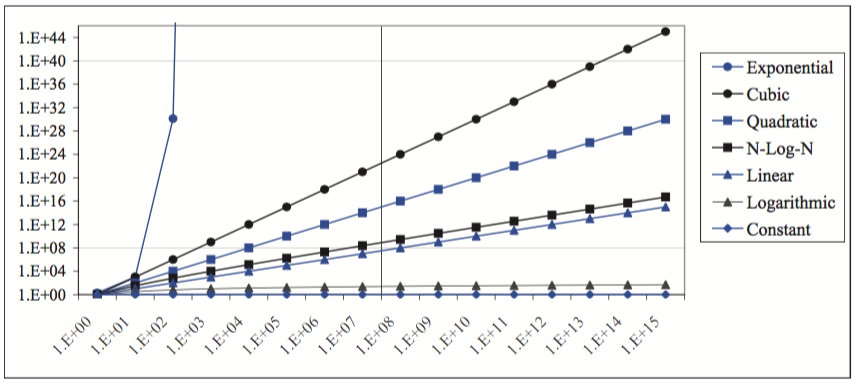 1.E+44
1.E+40
1.E+36
1.E+32
1.E+28
1.E+24
1.E+20
1.E+16
1.E+12
1.E+08
1.E+04
1.E+00
1.E+00
1.E+01
1.E+02
1.E+03
1.E+04
1.E+05
1.E+06
1.E+07
1.E+08
1.E+09
1.E+10
1.E+11
1.E+12
1.E+13
1.E+14
1.E+15
Exponential
Cubic
Quadratic
N-Log-N
Linear
Logarithmic
Constant